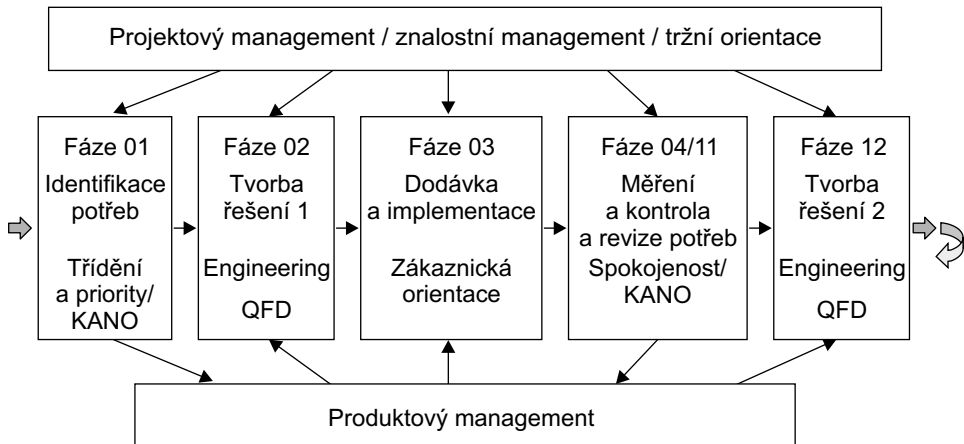 Projektový management / znalostní management / tržní orientace
Fáze 01
Identifikace
potřeb
Třídění
a priority/
KANO
Fáze 02
Tvorba
řešení 1
Engineering
QFD
Fáze 03
Dodávka
a implementace
Zákaznická
orientace
Fáze 04/11
Měření
a kontrola
a revize potřeb
Spokojenost/
KANO
Fáze 12
Tvorba
řešení 2
Engineering
QFD
Produktový management